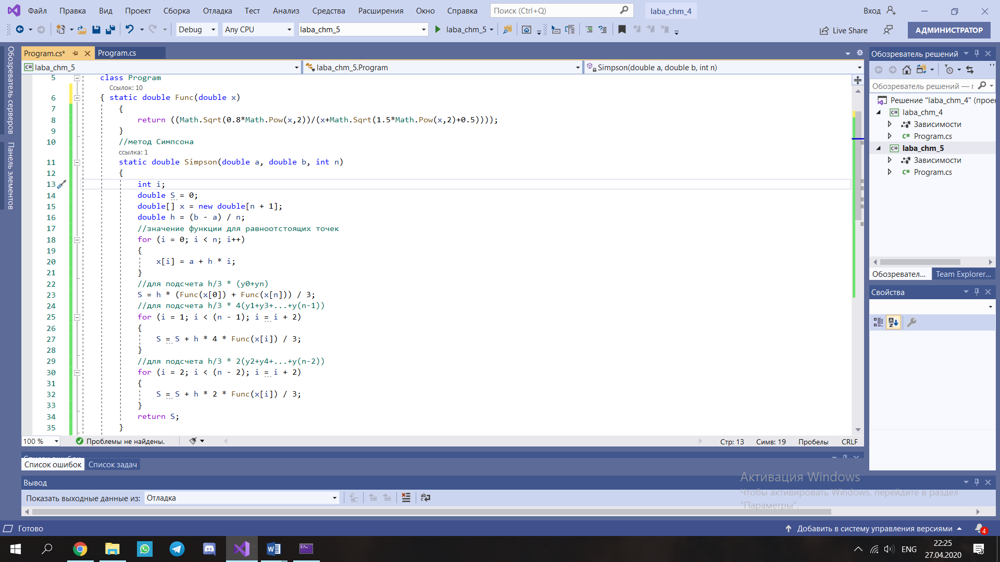 Файл Правка Вид Проект Сборка Отладка Тест Анализ Средства Расширения Окно Справка Поиск (Ctrl+Q) laba_chm_4 Вход
Debug Any CPU laba_chm_5 laba_chm_5 Live Share АДМИНИСТРАТОР
Обозреватель серверов
Панель элементов
Program.cs* Program.cs
laba_chm_5 laba_chm_5.Program Simpson(double a, double b, int n)
5 class Program
Ссылок: 10
6 { static double Func(double x)
7 {
8 return ((Math.Sqrt(0.8*Math.Pow(x,2))/(x+Math.Sqrt(1.5*Math.Pow(x,2)+0.5))));
9 }
10 //метод Симпсона
ссылка: 1
11 static double Simpson(double a, double b, int n)
12 {
13 int i;
14 double S = 0;
15 double[] x = new double[n + 1];
16 double h = (b - a) / n;
17 //значение функции для равноотстоящих точек
18 for (i = 0; i < n; i++)
19 {
20 x[i] = a + h * i;
21 }
22 //для подсчета h/3 * (y0+yn)
23 S = h * (Func(x[0]) + Func(x[n])) / 3;
24 //для подсчета h/3 * 4(y1+y3+...+y(n-1))
25 for (i = 1; i < (n - 1); i = i + 2)
26 {
27 S = S + h * 4 * Func(x[i]) / 3;
28 }
29 //для подсчета h/3 * 2(y2+y4+...+y(n-2))
30 for (i = 2; i < (n - 2); i = i + 2)
31 {
32 S = S + h * 2 * Func(x[i]) / 3;
33 }
34 return S;
35 }
100 % Проблемы не найдены. Стр: 13 Симв: 19 Пробелы CRLF
Список ошибок Список задач
Вывод
Показать выходные данные из: Отладка
Обозреватель решений
Обозреватель решений — г
Решение "laba_chm_4" (прое
laba_chm_4
Зависимости
C# Program.cs
laba_chm_5
Зависимости
C# Program.cs
Обозревател... Team Explorer...
Свойства
Активация Windows
Чтобы активировать Windows, перейдите в раздел
"Параметры".
Готово Добавить в систему управления версиями 4
ENG 22:25
27.04.2020